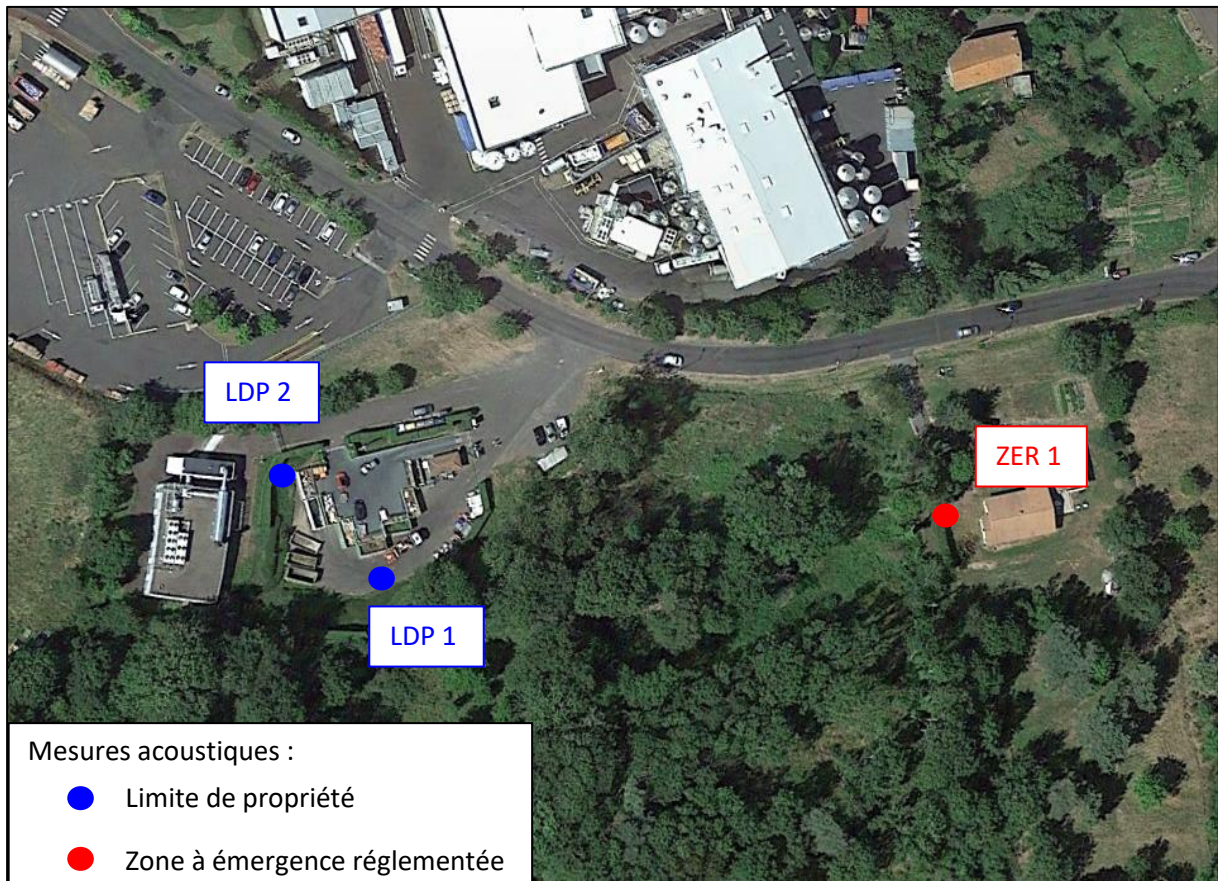 LDP 2
ZER 1
LDP 1
Mesures acoustiques :
Limite de propriété
Zone à émergence réglementée